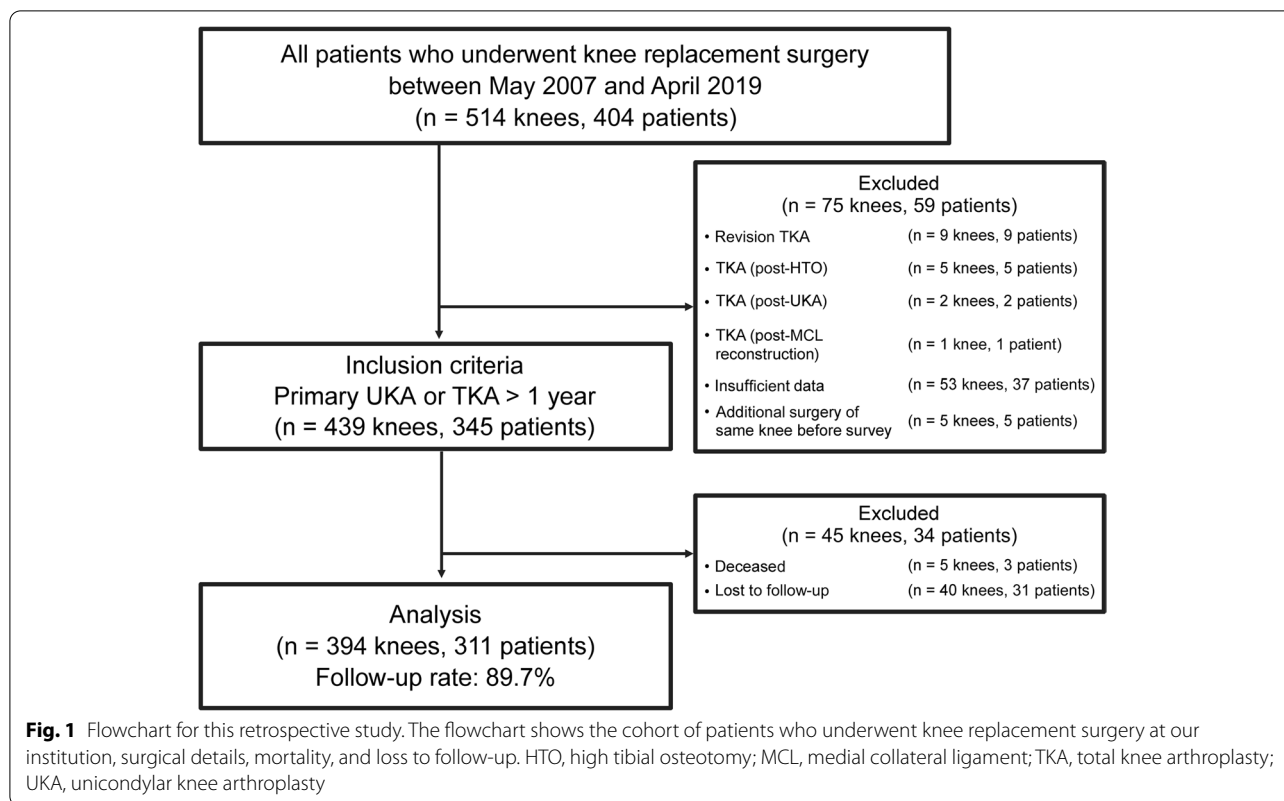 All patients who underwent knee replacement surgery
between May 2007 and April 2019
(n = 514 knees, 404 patients)
Excluded
(n = 75 knees, 59 patients)
• Revision TKA (n = 9 knees, 9 patients)
• TKA (post-HTO) (n = 5 knees, 5 patients)
• TKA (post-UKA) (n = 2 knees, 2 patients)
• TKA (post-MCL
reconstruction) (n = 1 knee, 1 patient)
• Insufficient data (n = 53 knees, 37 patients)
• Additional surgery of
same knee before survey (n = 5 knees, 5 patients)
Inclusion criteria
Primary UKA or TKA > 1 year
(n = 439 knees, 345 patients)
Excluded
(n = 45 knees, 34 patients)
• Deceased (n = 5 knees, 3 patients)
• Lost to follow-up (n = 40 knees, 31 patients)
Analysis
(n = 394 knees, 311 patients)
Follow-up rate: 89.7%
Fig. 1 Flowchart for this retrospective study. The flowchart shows the cohort of patients who underwent knee replacement surgery at our
institution, surgical details, mortality, and loss to follow-up. HTO, high tibial osteotomy; MCL, medial collateral ligament; TKA, total knee arthroplasty;
UKA, unicondylar knee arthroplasty